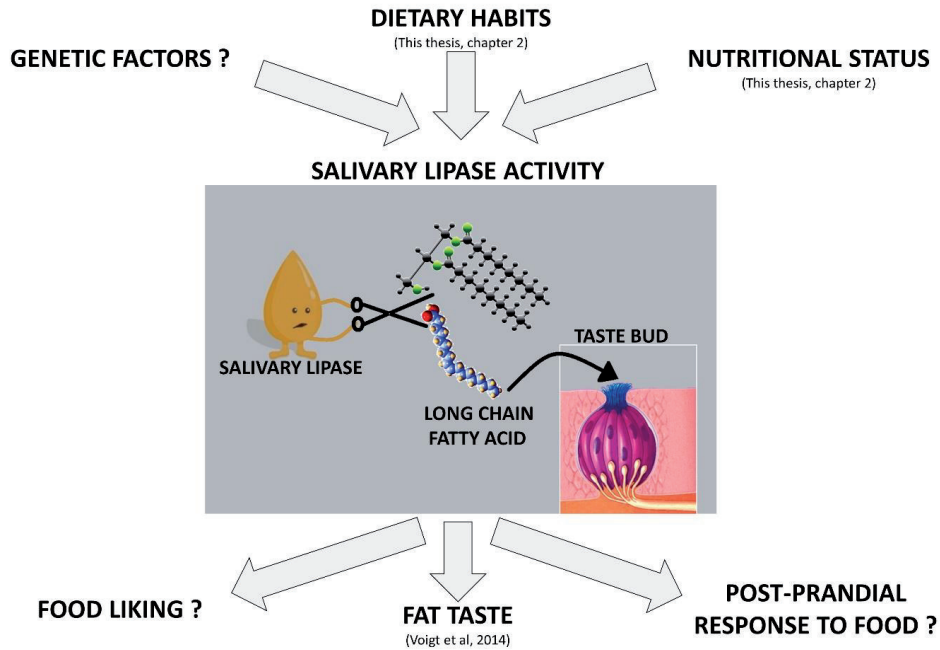 DIETARY HABITS
(This thesis, chapter 2)
GENETIC FACTORS ?
NUTRITIONAL STATUS
(This thesis, chapter 2)
SALIVARY LIPASE ACTIVITY
SALIVARY LIPASE
TASTE BUD
LONG CHAIN
FATTY ACID
FOOD LIKING ?
FAT TASTE
(Voigt et al, 2014)
POST-PRANDIAL
RESPONSE TO FOOD ?